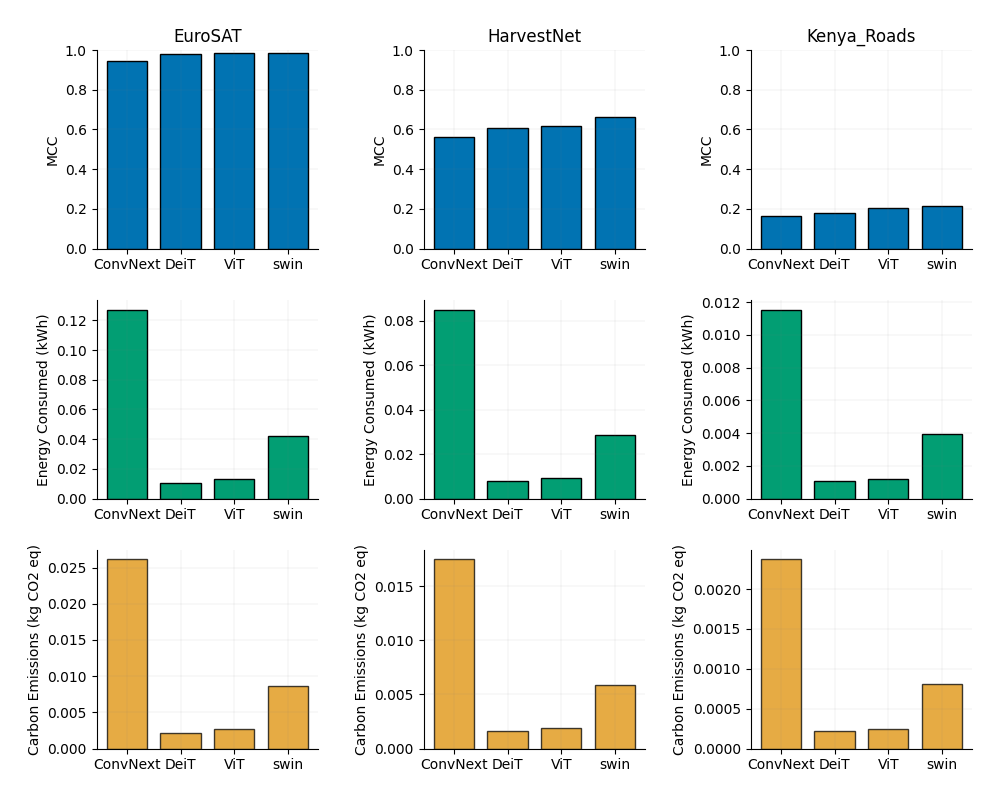 EuroSAT
MCC
1.0
0.8
0.6
0.4
0.2
0.0
ConvNext DeiT ViT swin
HarvestNet
MCC
1.0
0.8
0.6
0.4
0.2
0.0
ConvNext DeiT ViT swin
Kenya_Roads
MCC
1.0
0.8
0.6
0.4
0.2
0.0
ConvNext DeiT ViT swin
Energy Consumed (kWh)
0.12
0.10
0.08
0.06
0.04
0.02
0.00
ConvNext DeiT ViT swin
Energy Consumed (kWh)
0.08
0.06
0.04
0.02
0.00
ConvNext DeiT ViT swin
Energy Consumed (kWh)
0.012
0.010
0.008
0.006
0.004
0.002
0.000
ConvNext DeiT ViT swin
Carbon Emissions (kg CO2 eq)
0.025
0.020
0.015
0.010
0.005
0.000
ConvNext DeiT ViT swin
Carbon Emissions (kg CO2 eq)
0.015
0.010
0.005
0.000
ConvNext DeiT ViT swin
Carbon Emissions (kg CO2 eq)
0.0020
0.0015
0.0010
0.0005
0.0000
ConvNext DeiT ViT swin